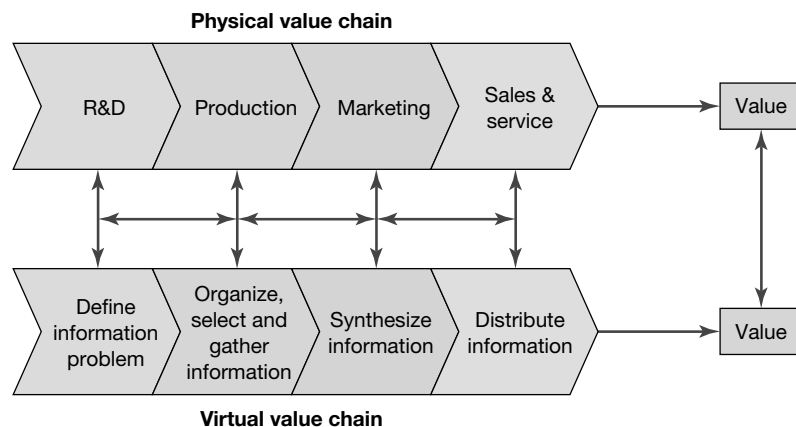 Physical value chain
R&D
Production
Marketing
Sales &
service
Value
Define
information
problem
Organize,
select and
gather
information
Synthesize
information
Distribute
information
Value
Virtual value chain